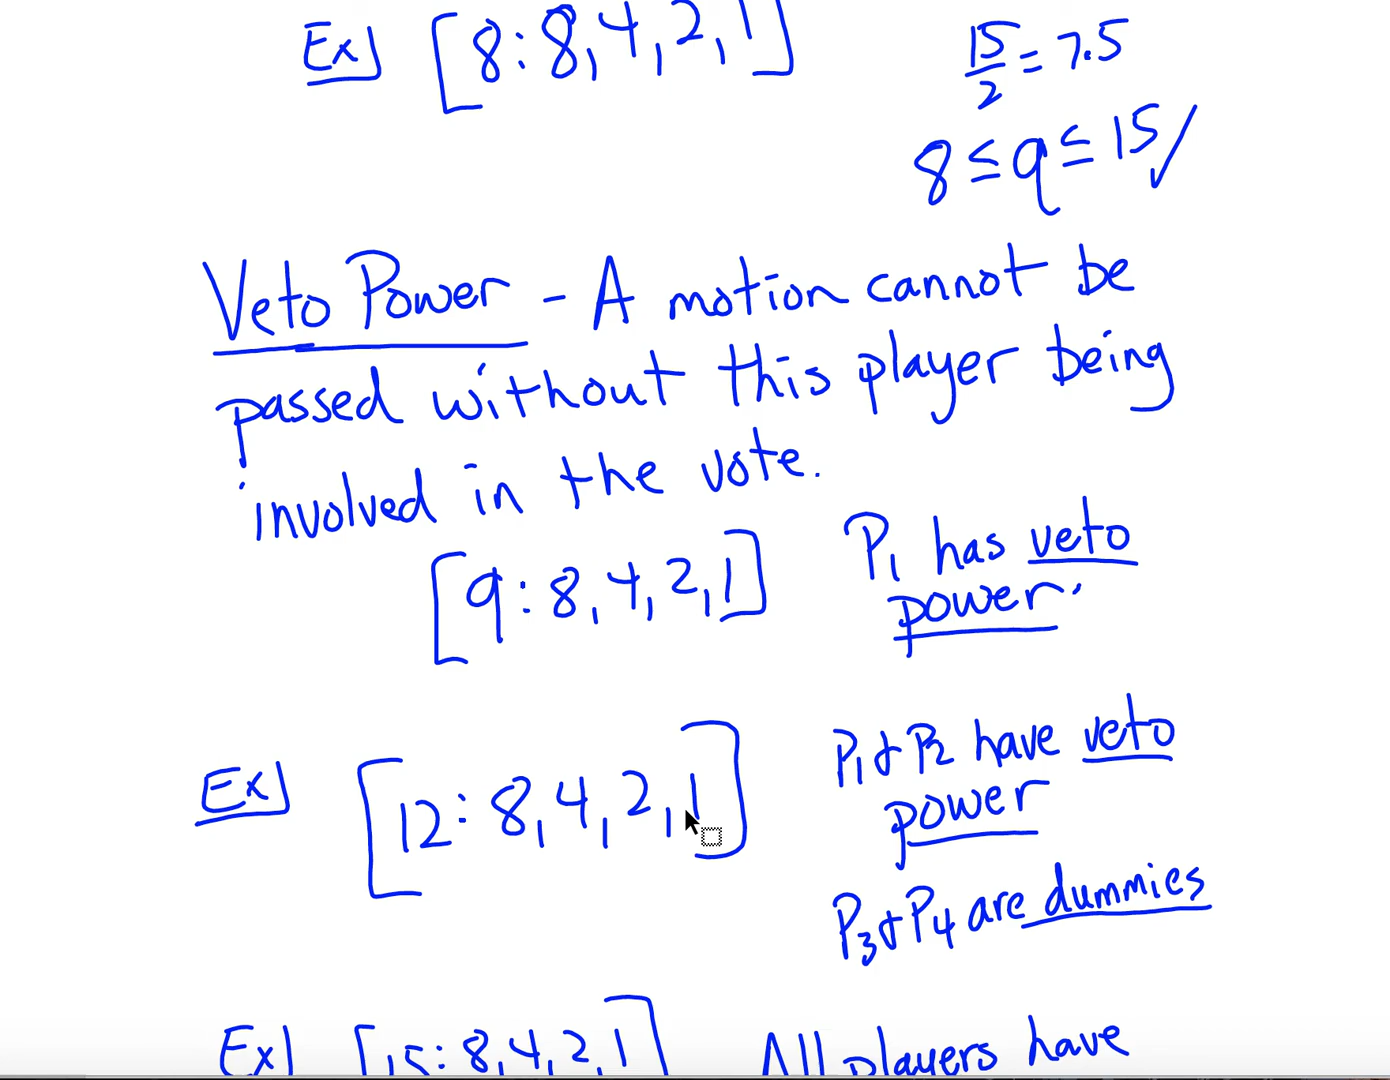 Ex] [8: 8, 4, 2, 1]
15/2 = 7.5
8 ≤ q ≤ 15 ✓
Veto Power - A motion cannot be
passed without this player being
involved in the vote.
[9: 8, 4, 2, 1]
P1 has veto
power.
Ex] [12: 8, 4, 2, 1]
P1 & P2 have veto
power
P3 & P4 are dummies
Ex] [15: 8, 4, 2, 1]
All players have